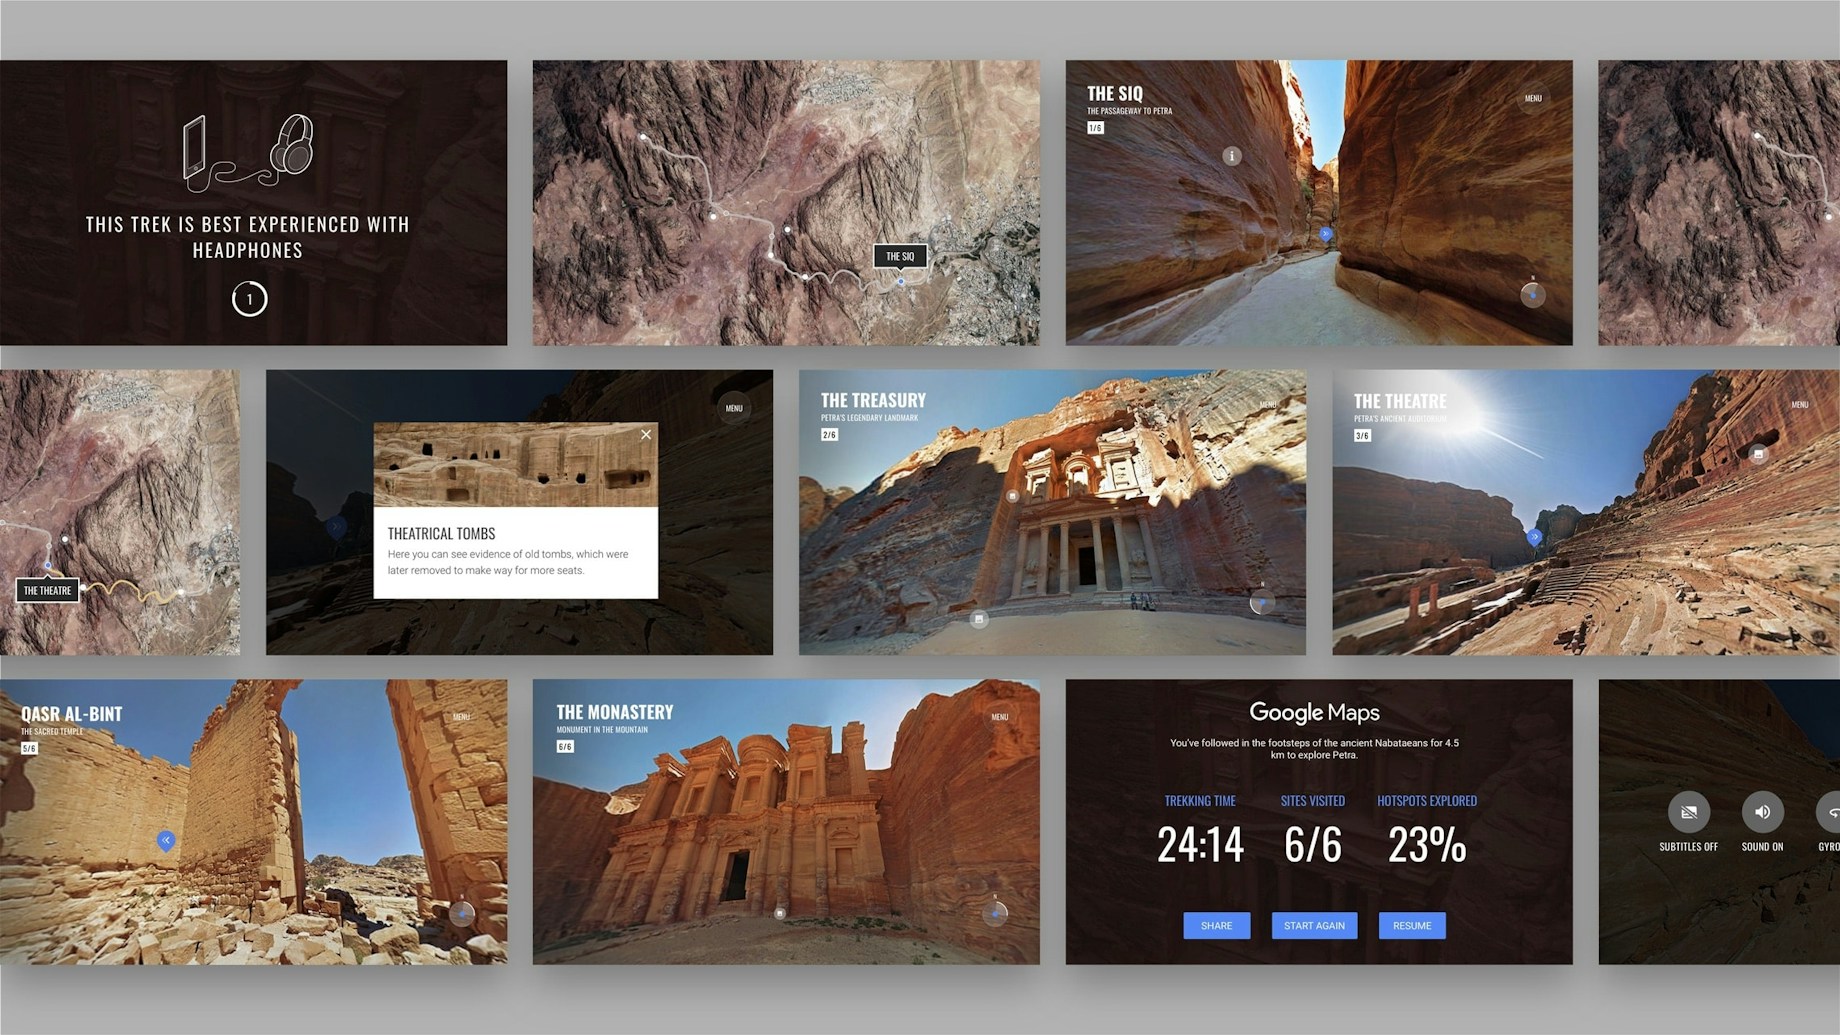 THIS TREK IS BEST EXPERIENCED WITH
HEADPHONES
1
THE SIQ
THE SIQ
THE PASSAGEWAY TO PETRA
1/6
MENU
i
N
THE THEATRE
MENU
THEATRICAL TOMBS
Here you can see evidence of old tombs, which were
later removed to make way for more seats.
THE TREASURY
PETRA'S LEGENDARY LANDMARK
2/6
MENU
N
THE THEATRE
PETRA'S ANCIENT AUDITORIUM
3/6
MENU
QASR AL-BINT
THE SACRED TEMPLE
5/6
MENU
N
THE MONASTERY
MONUMENT IN THE MOUNTAIN
6/6
MENU
N
Google Maps
You've followed in the footsteps of the ancient Nabataeans for 4.5
km to explore Petra.
TREKKING TIME
SITES VISITED
HOTSPOTS EXPLORED
24:14
6/6
23%
SHARE
START AGAIN
RESUME
SUBTITLES OFF
SOUND ON
GYRO